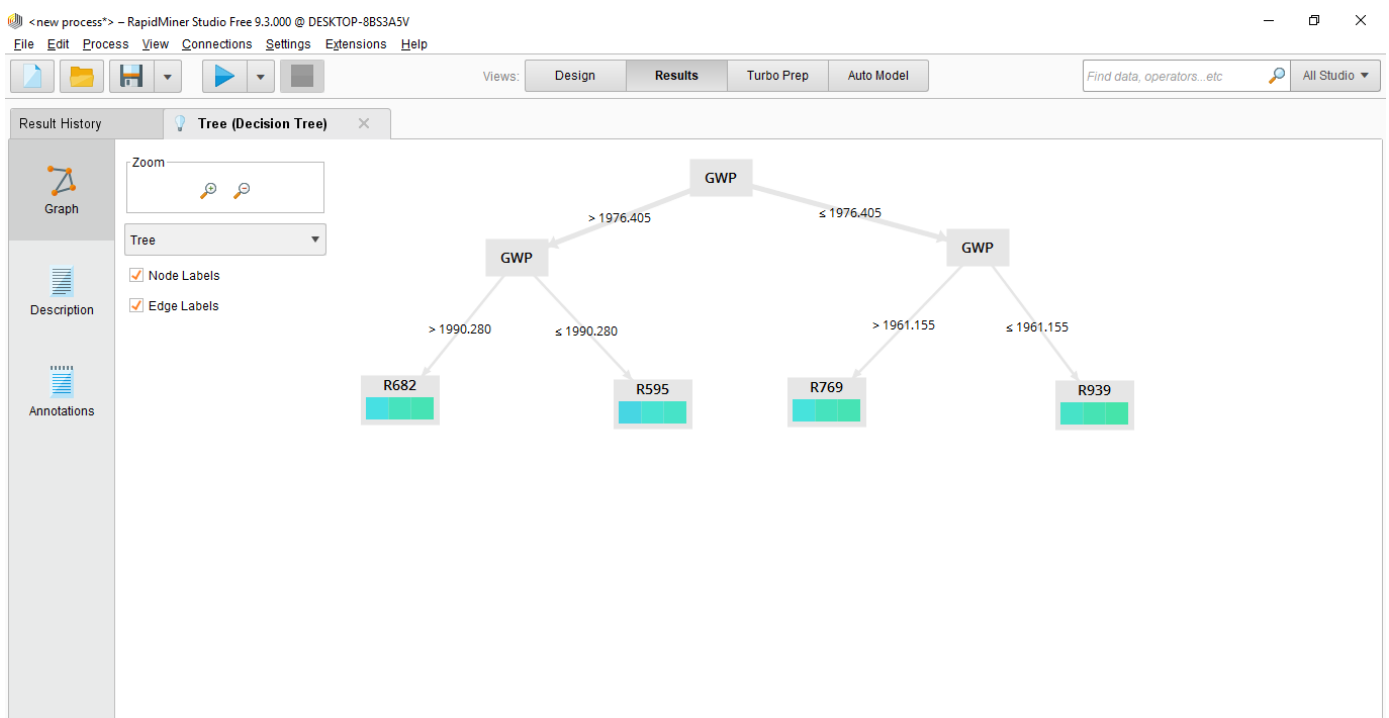 <new process*> – RapidMiner Studio Free 9.3.000 @ DESKTOP-8BS3A5V
File Edit Process View Connections Settings Extensions Help
Views: Design Results Turbo Prep Auto Model Find data, operators...etc All Studio
Result History Tree (Decision Tree)
Graph
Description
Annotations
Zoom
Tree
Node Labels
Edge Labels
GWP
> 1976.405 ≤ 1976.405
GWP GWP
> 1990.280 ≤ 1990.280 > 1961.155 ≤ 1961.155
R682 R595 R769 R939